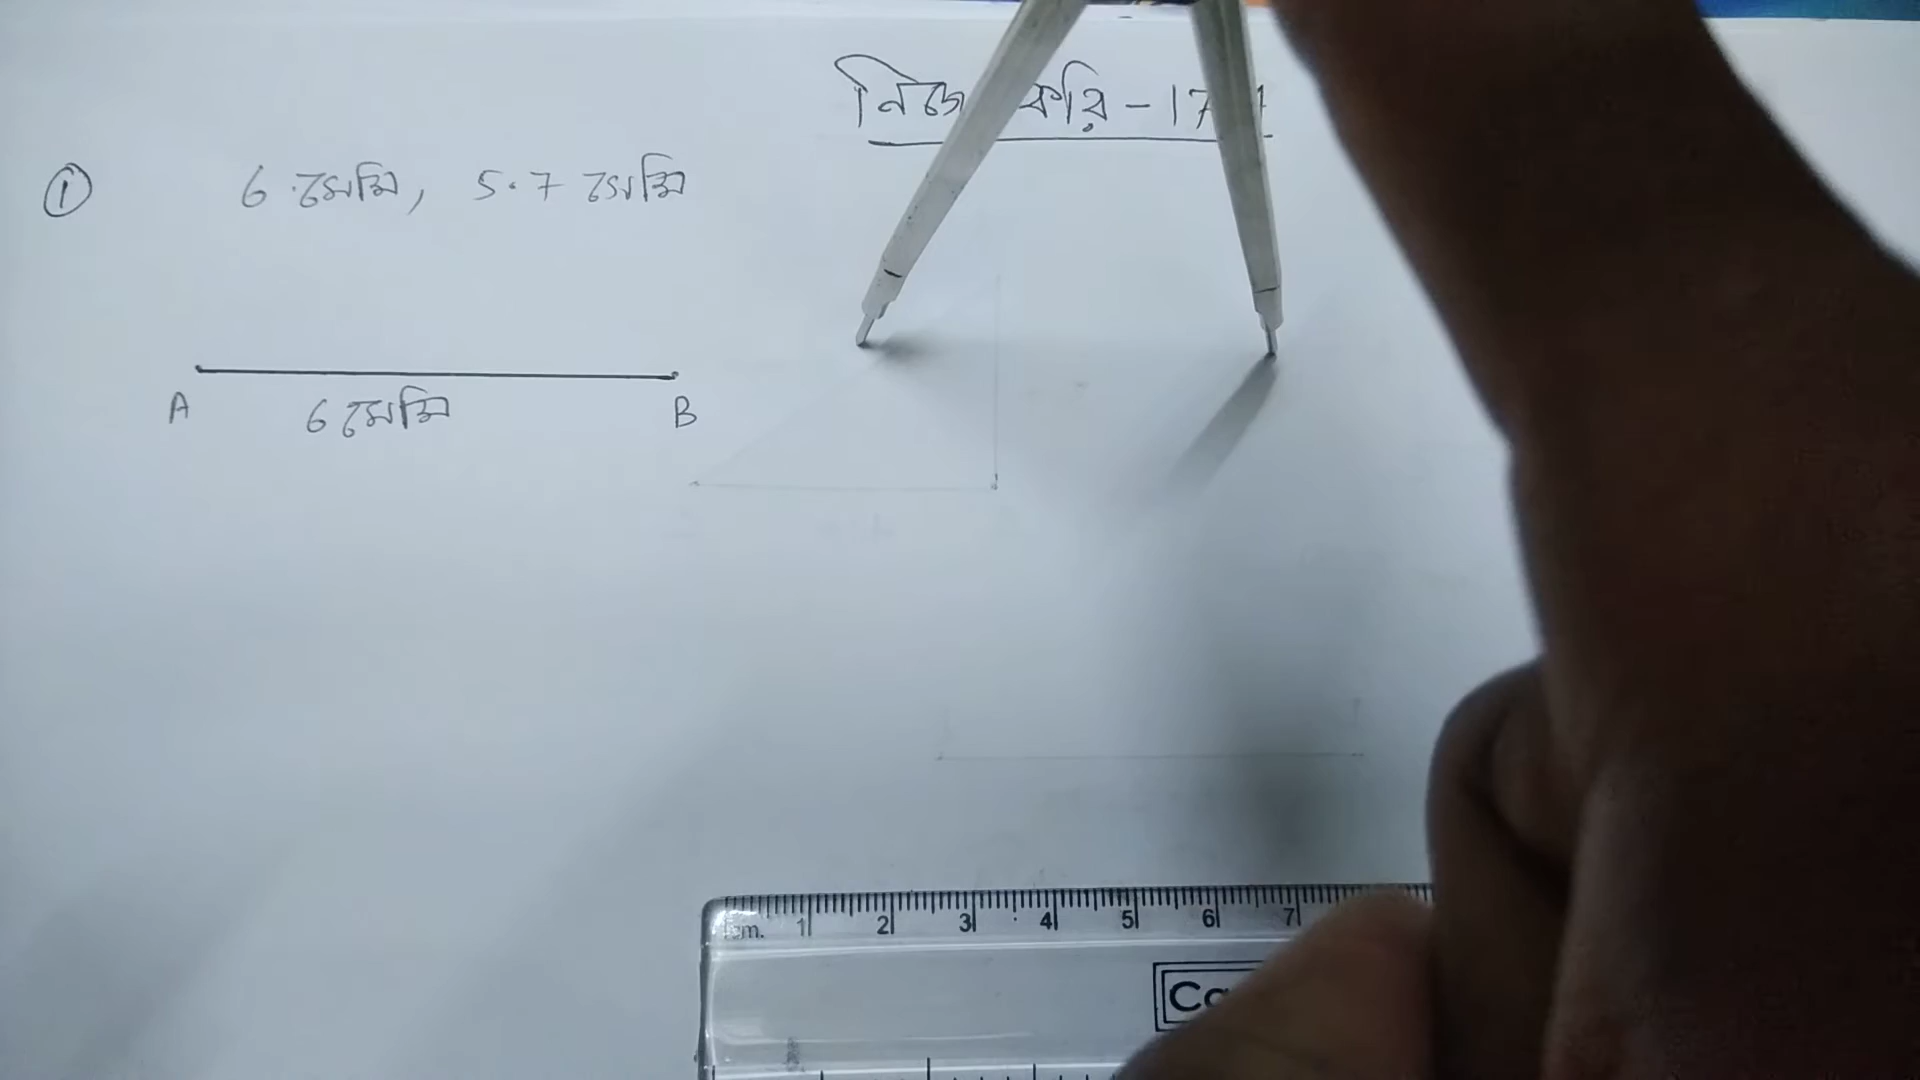 নিজে করি - 17
① 6 সেমি, 5.7 সেমি
A 6 সেমি B
cm. 1 2 3 4 5 6 7